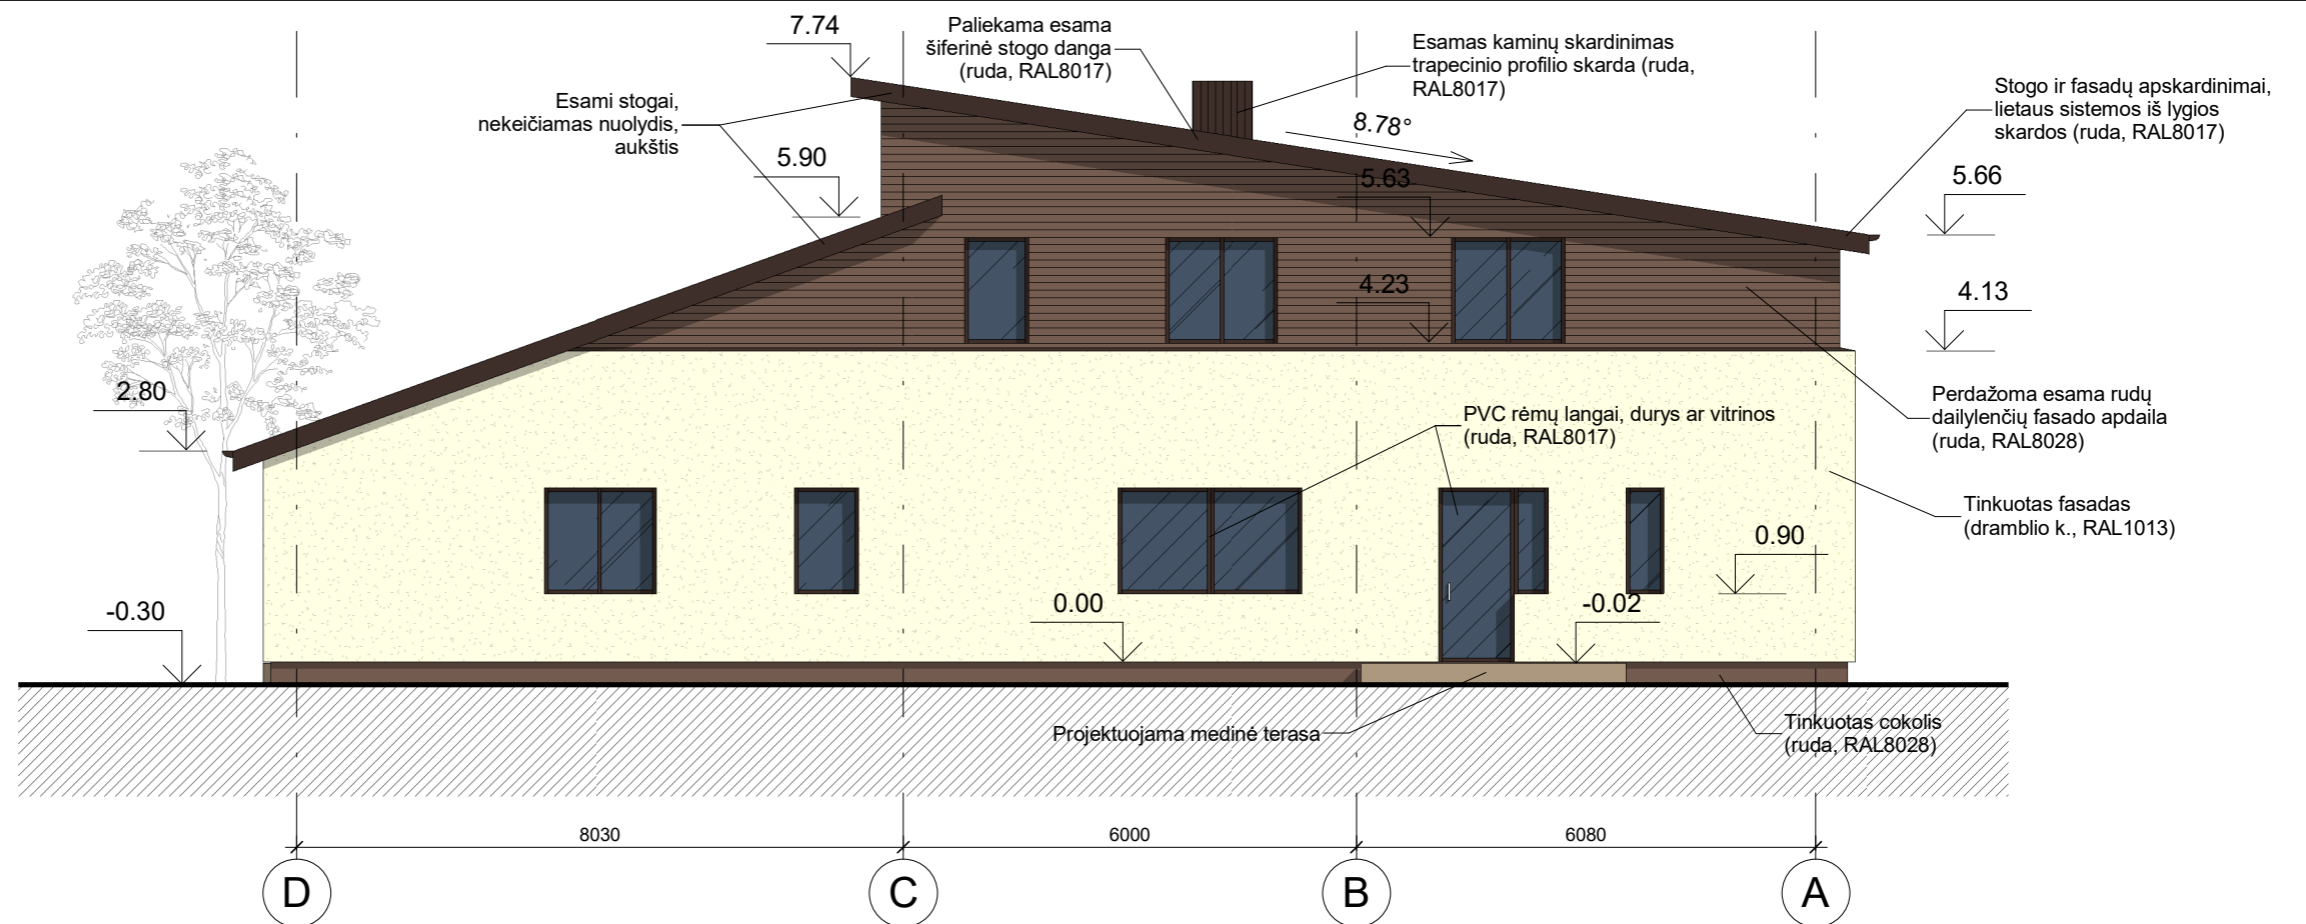 7.74
Paliekama esama
šiferinė stogo danga
(ruda, RAL8017)
Esamas kaminų skardinimas
trapecinio profilio skarda (ruda,
RAL8017)
Stogo ir fasadų apskardinimai,
lietaus sistemos iš lygios
skardos (ruda, RAL8017)
Esami stogai,
nekeičiamas nuolydis,
aukštis
8.78°
5.90
5.63
5.66
4.23
4.13
2.80
PVC rėmų langai, durys ar vitrinos
(ruda, RAL8017)
Perdažoma esama rudų
dailylenčių fasado apdaila
(ruda, RAL8028)
Tinkuotas fasadas
(dramblio k., RAL1013)
0.90
-0.30
0.00
-0.02
Projektuojama medinė terasa
Tinkuotas cokolis
(ruda, RAL8028)
8030
6000
6080
D
C
B
A